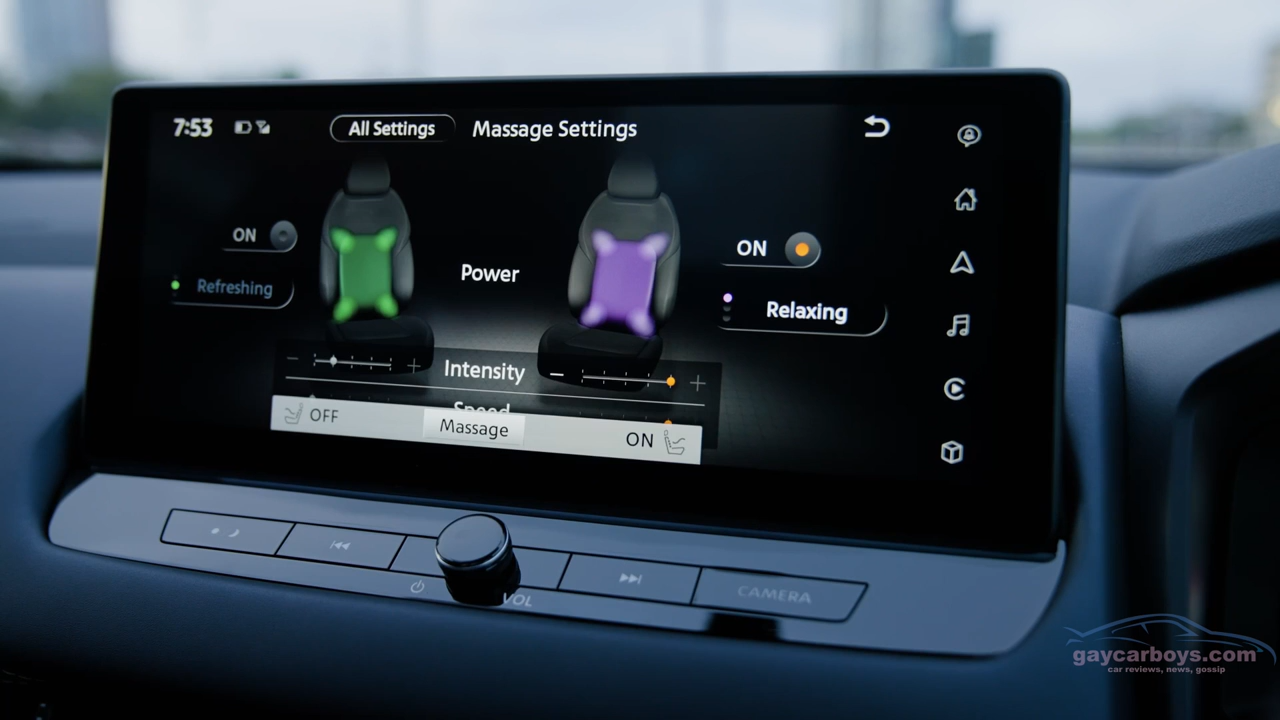 7:53
All Settings
Massage Settings
ON
ON
Power
Refreshing
Relaxing
Intensity
Speed
OFF
Massage
ON
VOL
CAMERA
gaycarboys.com
car reviews, news, gossip